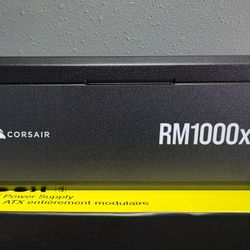 CORSAIR
RM1000x
Power Supply
ATX entièrement modulaire